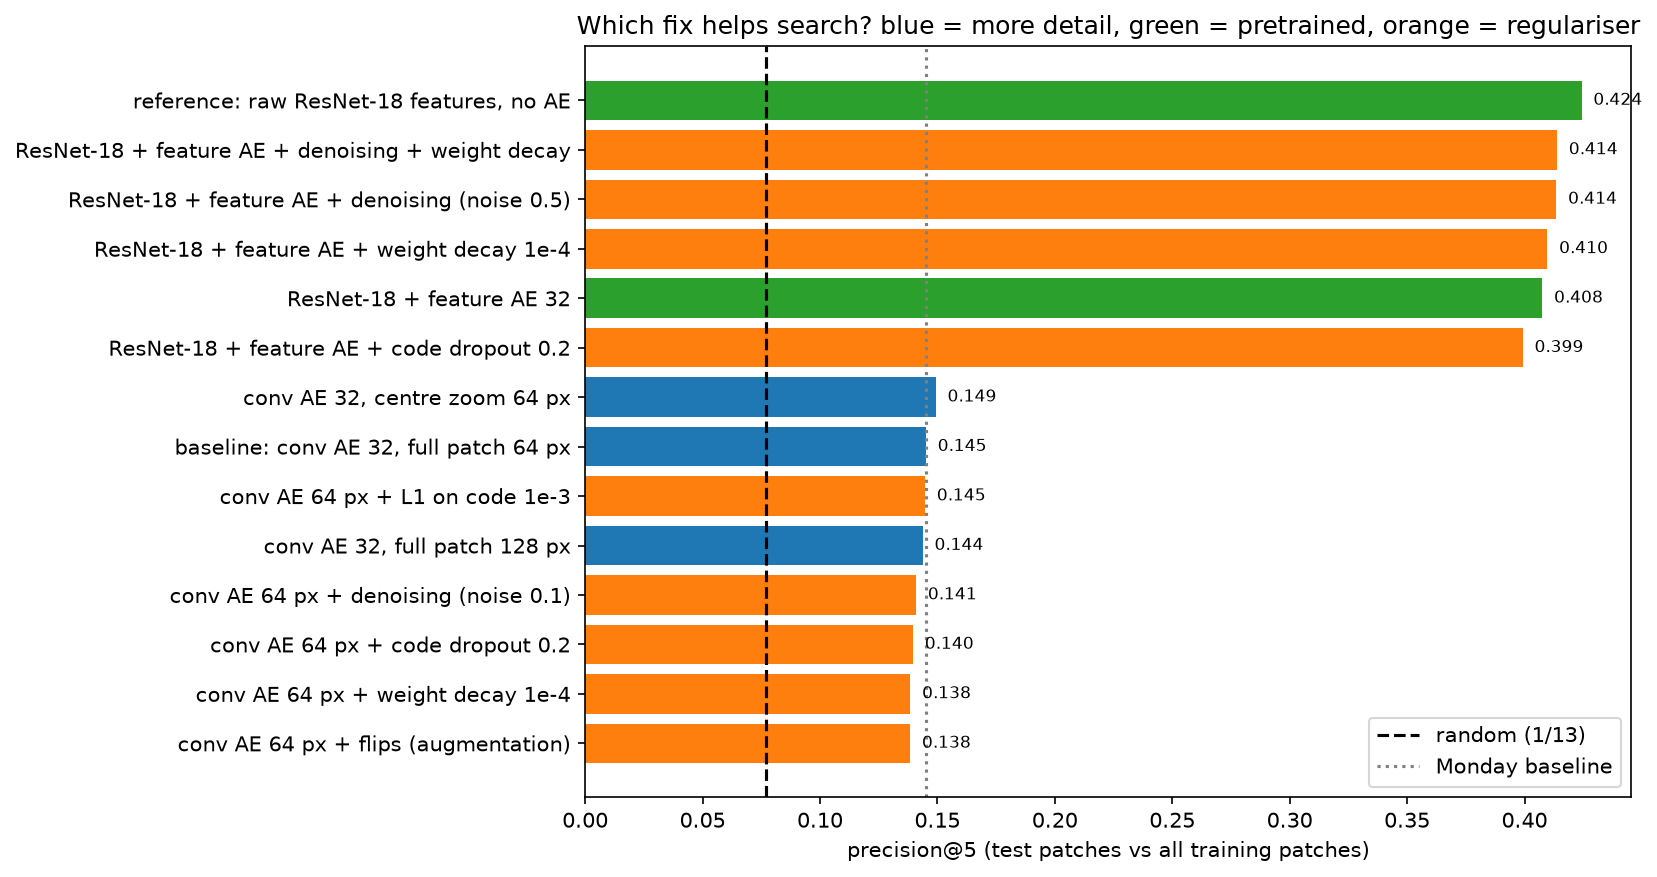 Which fix helps search? blue = more detail, green = pretrained, orange = regulariser
reference: raw ResNet-18 features, no AE 0.424
ResNet-18 + feature AE + denoising + weight decay 0.414
ResNet-18 + feature AE + denoising (noise 0.5) 0.414
ResNet-18 + feature AE + weight decay 1e-4 0.410
ResNet-18 + feature AE 32 0.408
ResNet-18 + feature AE + code dropout 0.2 0.399
conv AE 32, centre zoom 64 px 0.149
baseline: conv AE 32, full patch 64 px 0.145
conv AE 64 px + L1 on code 1e-3 0.145
conv AE 32, full patch 128 px 0.144
conv AE 64 px + denoising (noise 0.1) 0.141
conv AE 64 px + code dropout 0.2 0.140
conv AE 64 px + weight decay 1e-4 0.138
conv AE 64 px + flips (augmentation) 0.138
random (1/13)
Monday baseline
0.00 0.05 0.10 0.15 0.20 0.25 0.30 0.35 0.40
precision@5 (test patches vs all training patches)